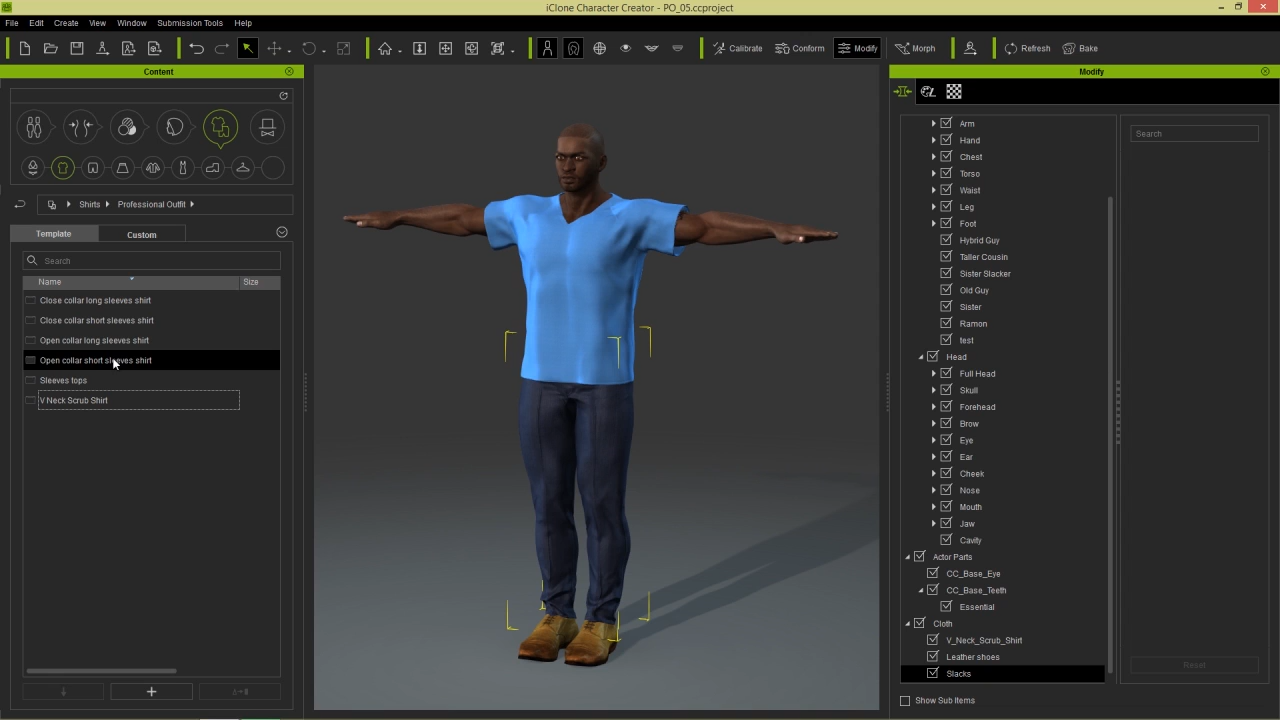 iClone Character Creator - PO_05.ccproject
File Edit Create View Window Submission Tools Help
Calibrate Conform Modify Morph Refresh Bake
Content
Shirts Professional Outfit
Template Custom
Search
Name Size
Close collar long sleeves shirt
Close collar short sleeves shirt
Open collar long sleeves shirt
Open collar short sleeves shirt
Sleeves tops
V Neck Scrub Shirt
Modify
Arm
Hand
Chest
Torso
Waist
Leg
Foot
Hybrid Guy
Taller Cousin
Sister Slacker
Old Guy
Sister
Ramon
test
Head
Full Head
Skull
Forehead
Brow
Eye
Ear
Cheek
Nose
Mouth
Jaw
Cavity
Actor Parts
CC_Base_Eye
CC_Base_Teeth
Essential
Cloth
V_Neck_Scrub_Shirt
Leather shoes
Slacks
Show Sub Items
Search
Reset